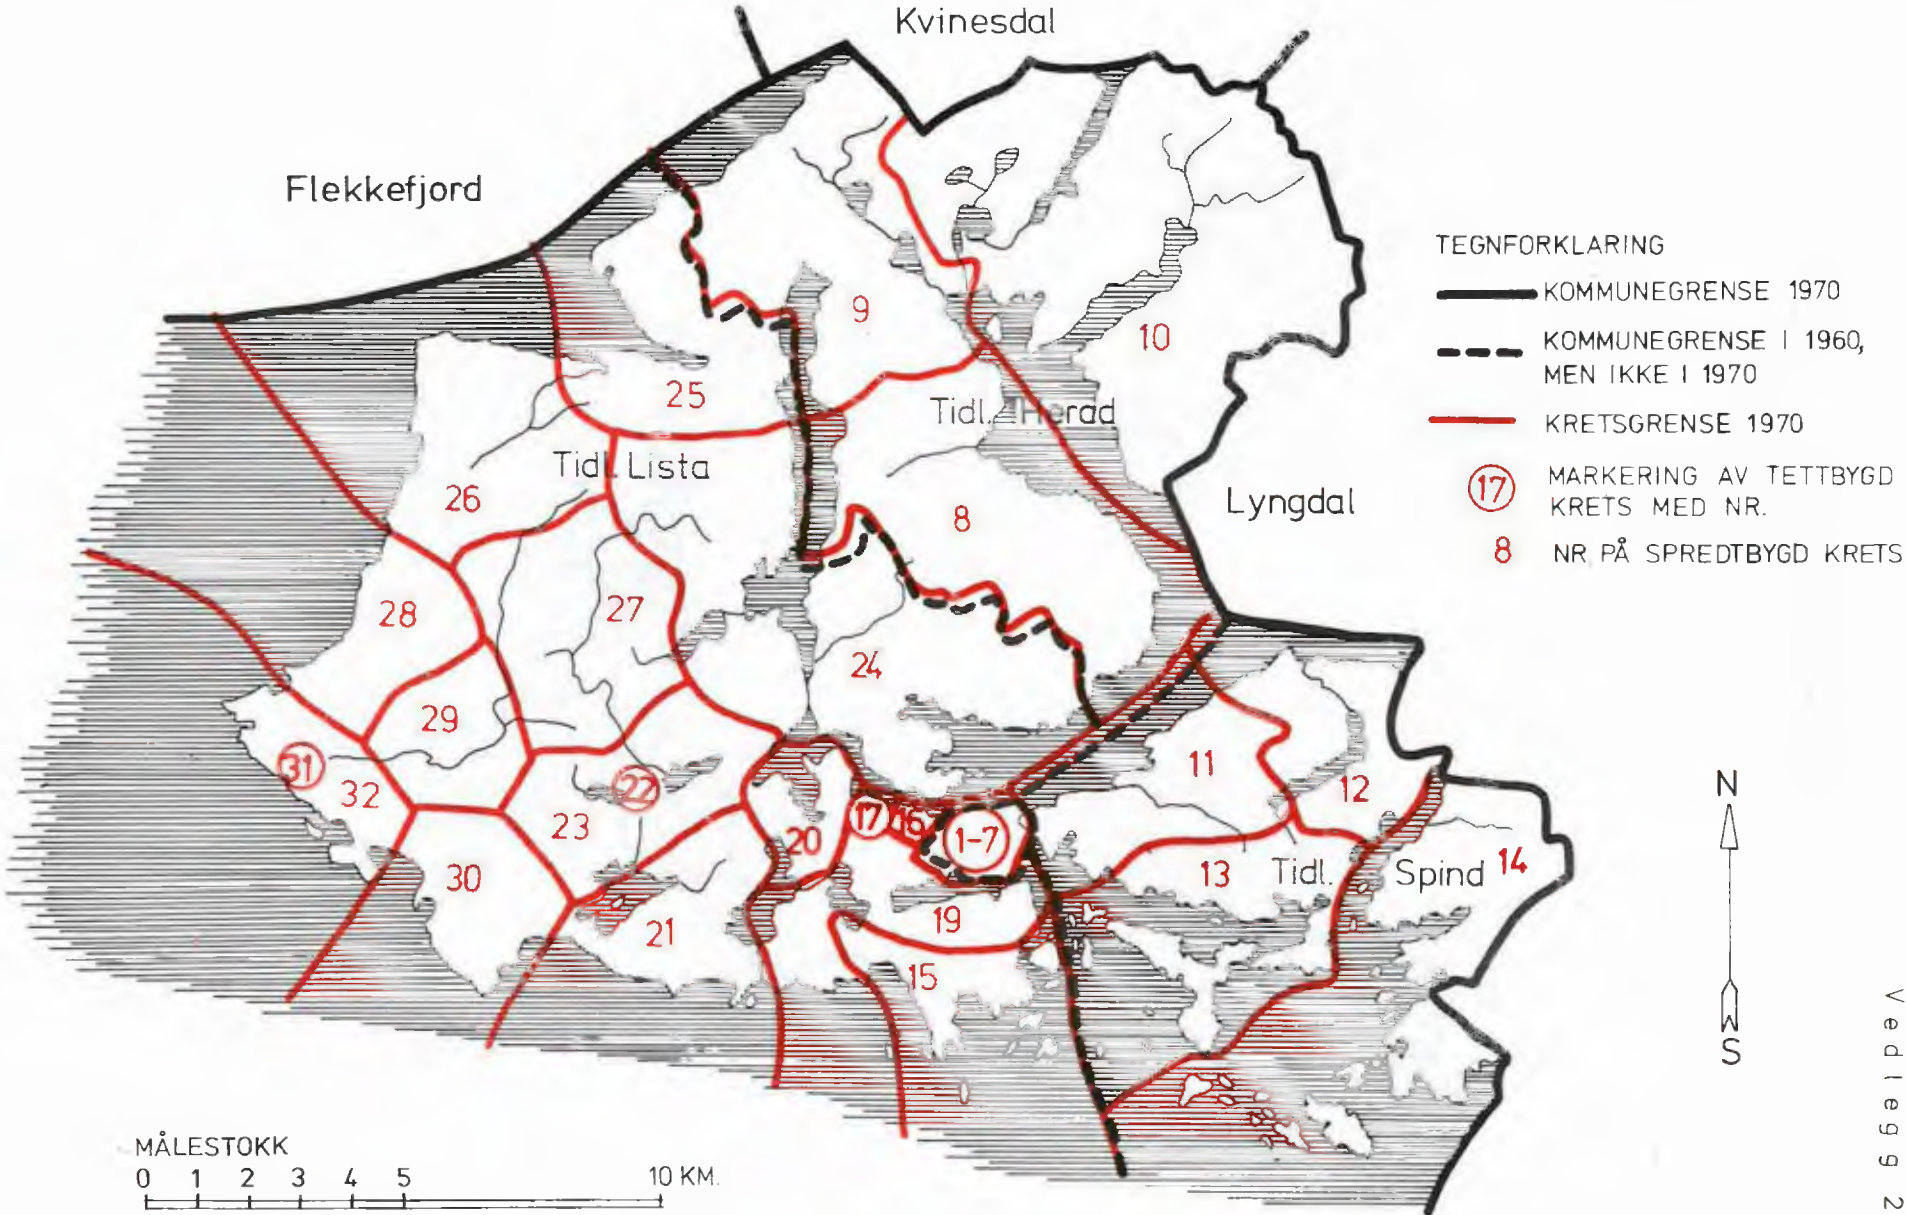 Kvinesdal
Flekkefjord
9
10
25
Tidl. Herad
Tidl. Lista
26
8
Lyngdal
28
27
24
29
31
32
22
11
12
23
20
17
16
1-7
30
13
Tidl. Spind
14
21
19
15
TEGNFORKLARING
KOMMUNEGRENSE 1970
KOMMUNEGRENSE I 1960,
MEN IKKE I 1970
KRETSGRENSE 1970
17 MARKERING AV TETTBYGD
KRETS MED NR.
8 NR PÅ SPREDTBYGD KRETS
N
S
MÅLESTOKK
0 1 2 3 4 5 10 KM.
Vedlegg 2